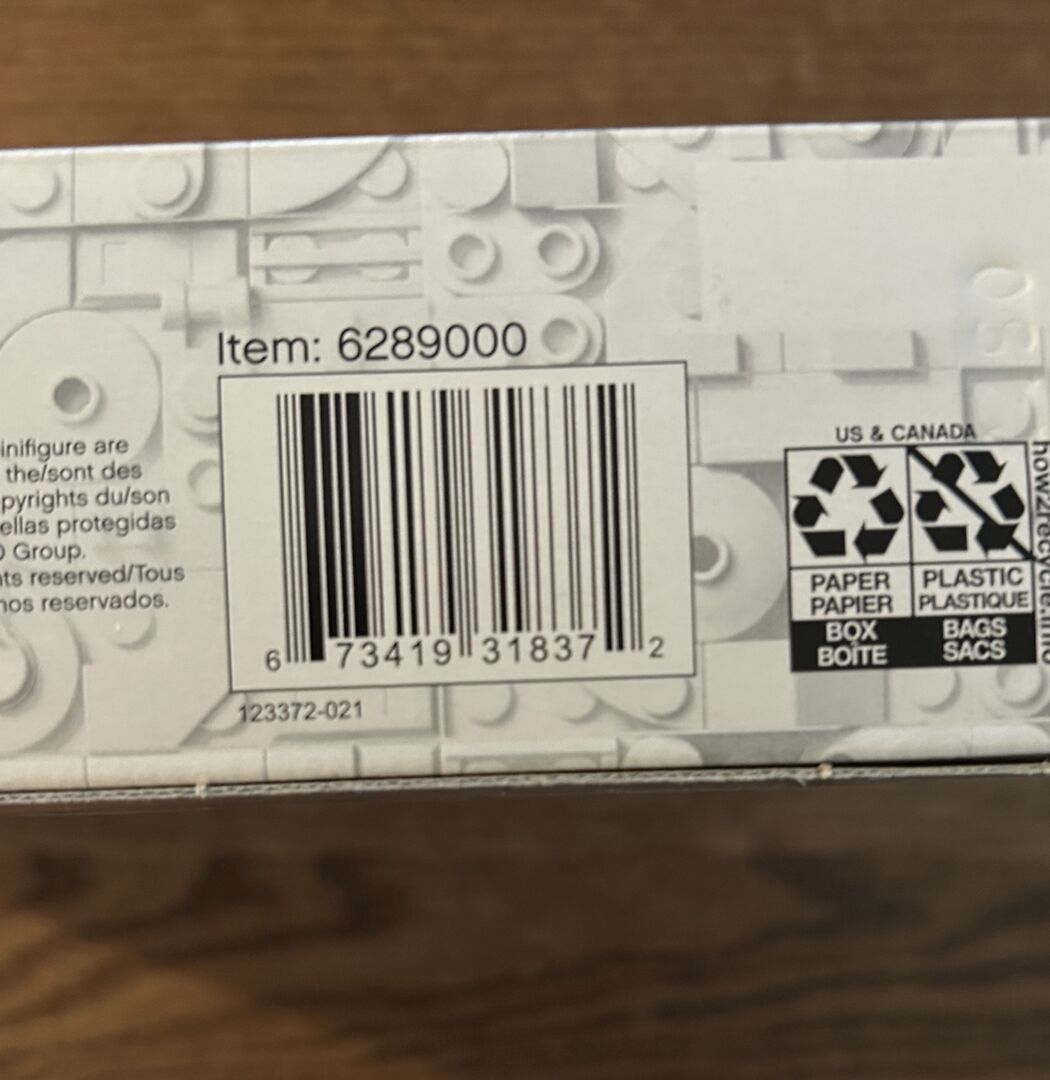 Item: 6289000
inifigure are
the/sont des
pyrights du/son
ellas protegidas
Group.
ts reserved/Tous
nos reservados.
6 73419 31837 2
123372-021
US & CANADA
PAPER
PAPIER
BOX
BOÎTE
PLASTIC
PLASTIQUE
BAGS
SACS
how2recycle.info